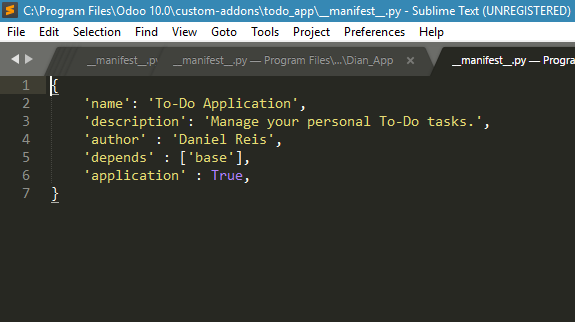 C:\Program Files\Odoo 10.0\custom-addons\todo_app\__manifest__.py - Sublime Text (UNREGISTERED)
File Edit Selection Find View Goto Tools Project Preferences Help
__manifest__.py __manifest__.py — Program Files\...\Dian_App × __manifest__.py — Progra
1 {
2 'name': 'To-Do Application',
3 'description': 'Manage your personal To-Do tasks.',
4 'author' : 'Daniel Reis',
5 'depends' : ['base'],
6 'application' : True,
7 }